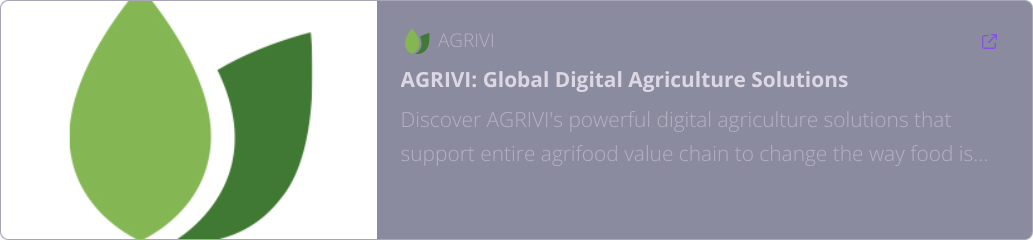 AGRIVI
AGRIVI: Global Digital Agriculture Solutions
Discover AGRIVI's powerful digital agriculture solutions that
support entire agrifood value chain to change the way food is...